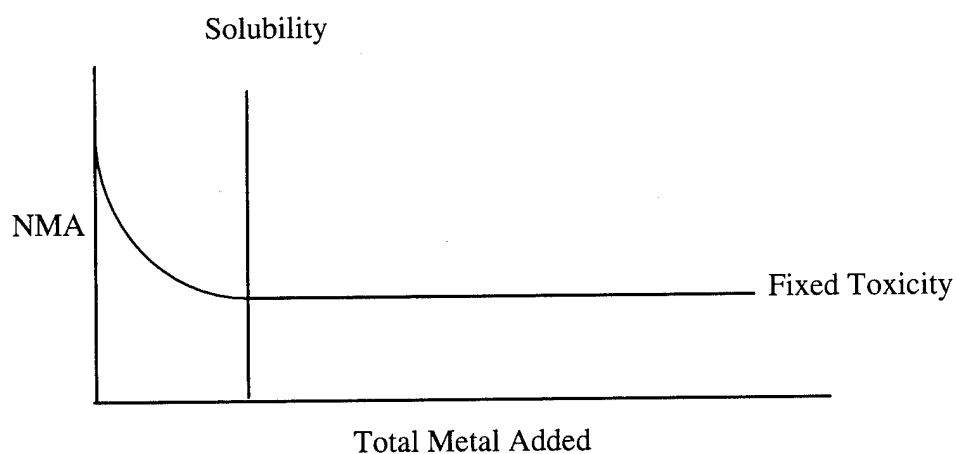 Solubility
NMA
Fixed Toxicity
Total Metal Added